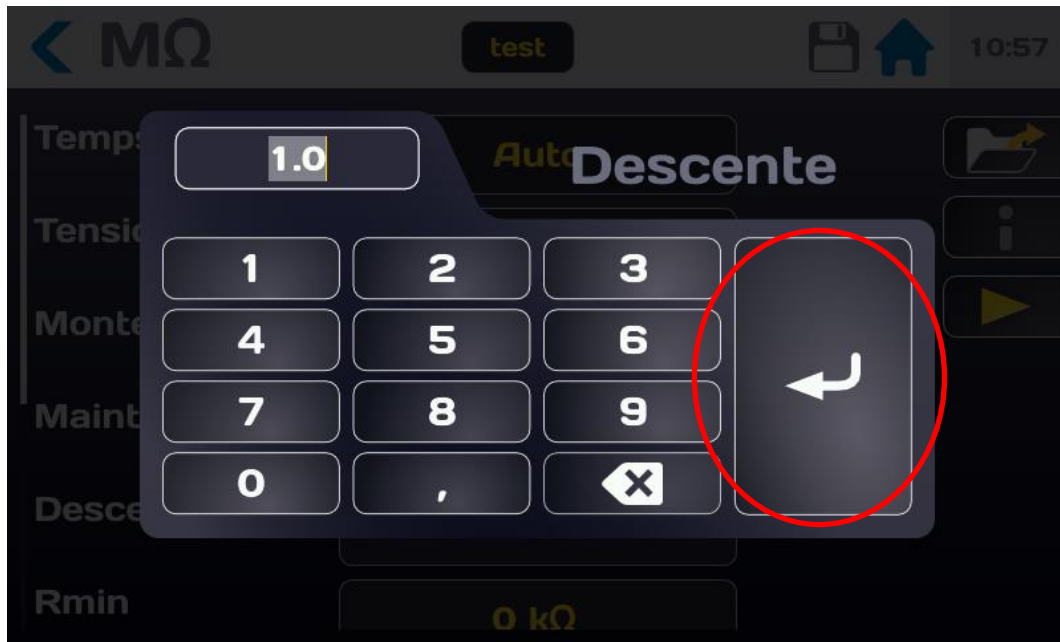 MΩ
test
10:57
Temps
Auto
1.0
Descente
Tensio
1 2 3
Monte
4 5 6
7 8 9
Maint
0 ,
Desce
Rmin
0 kΩ